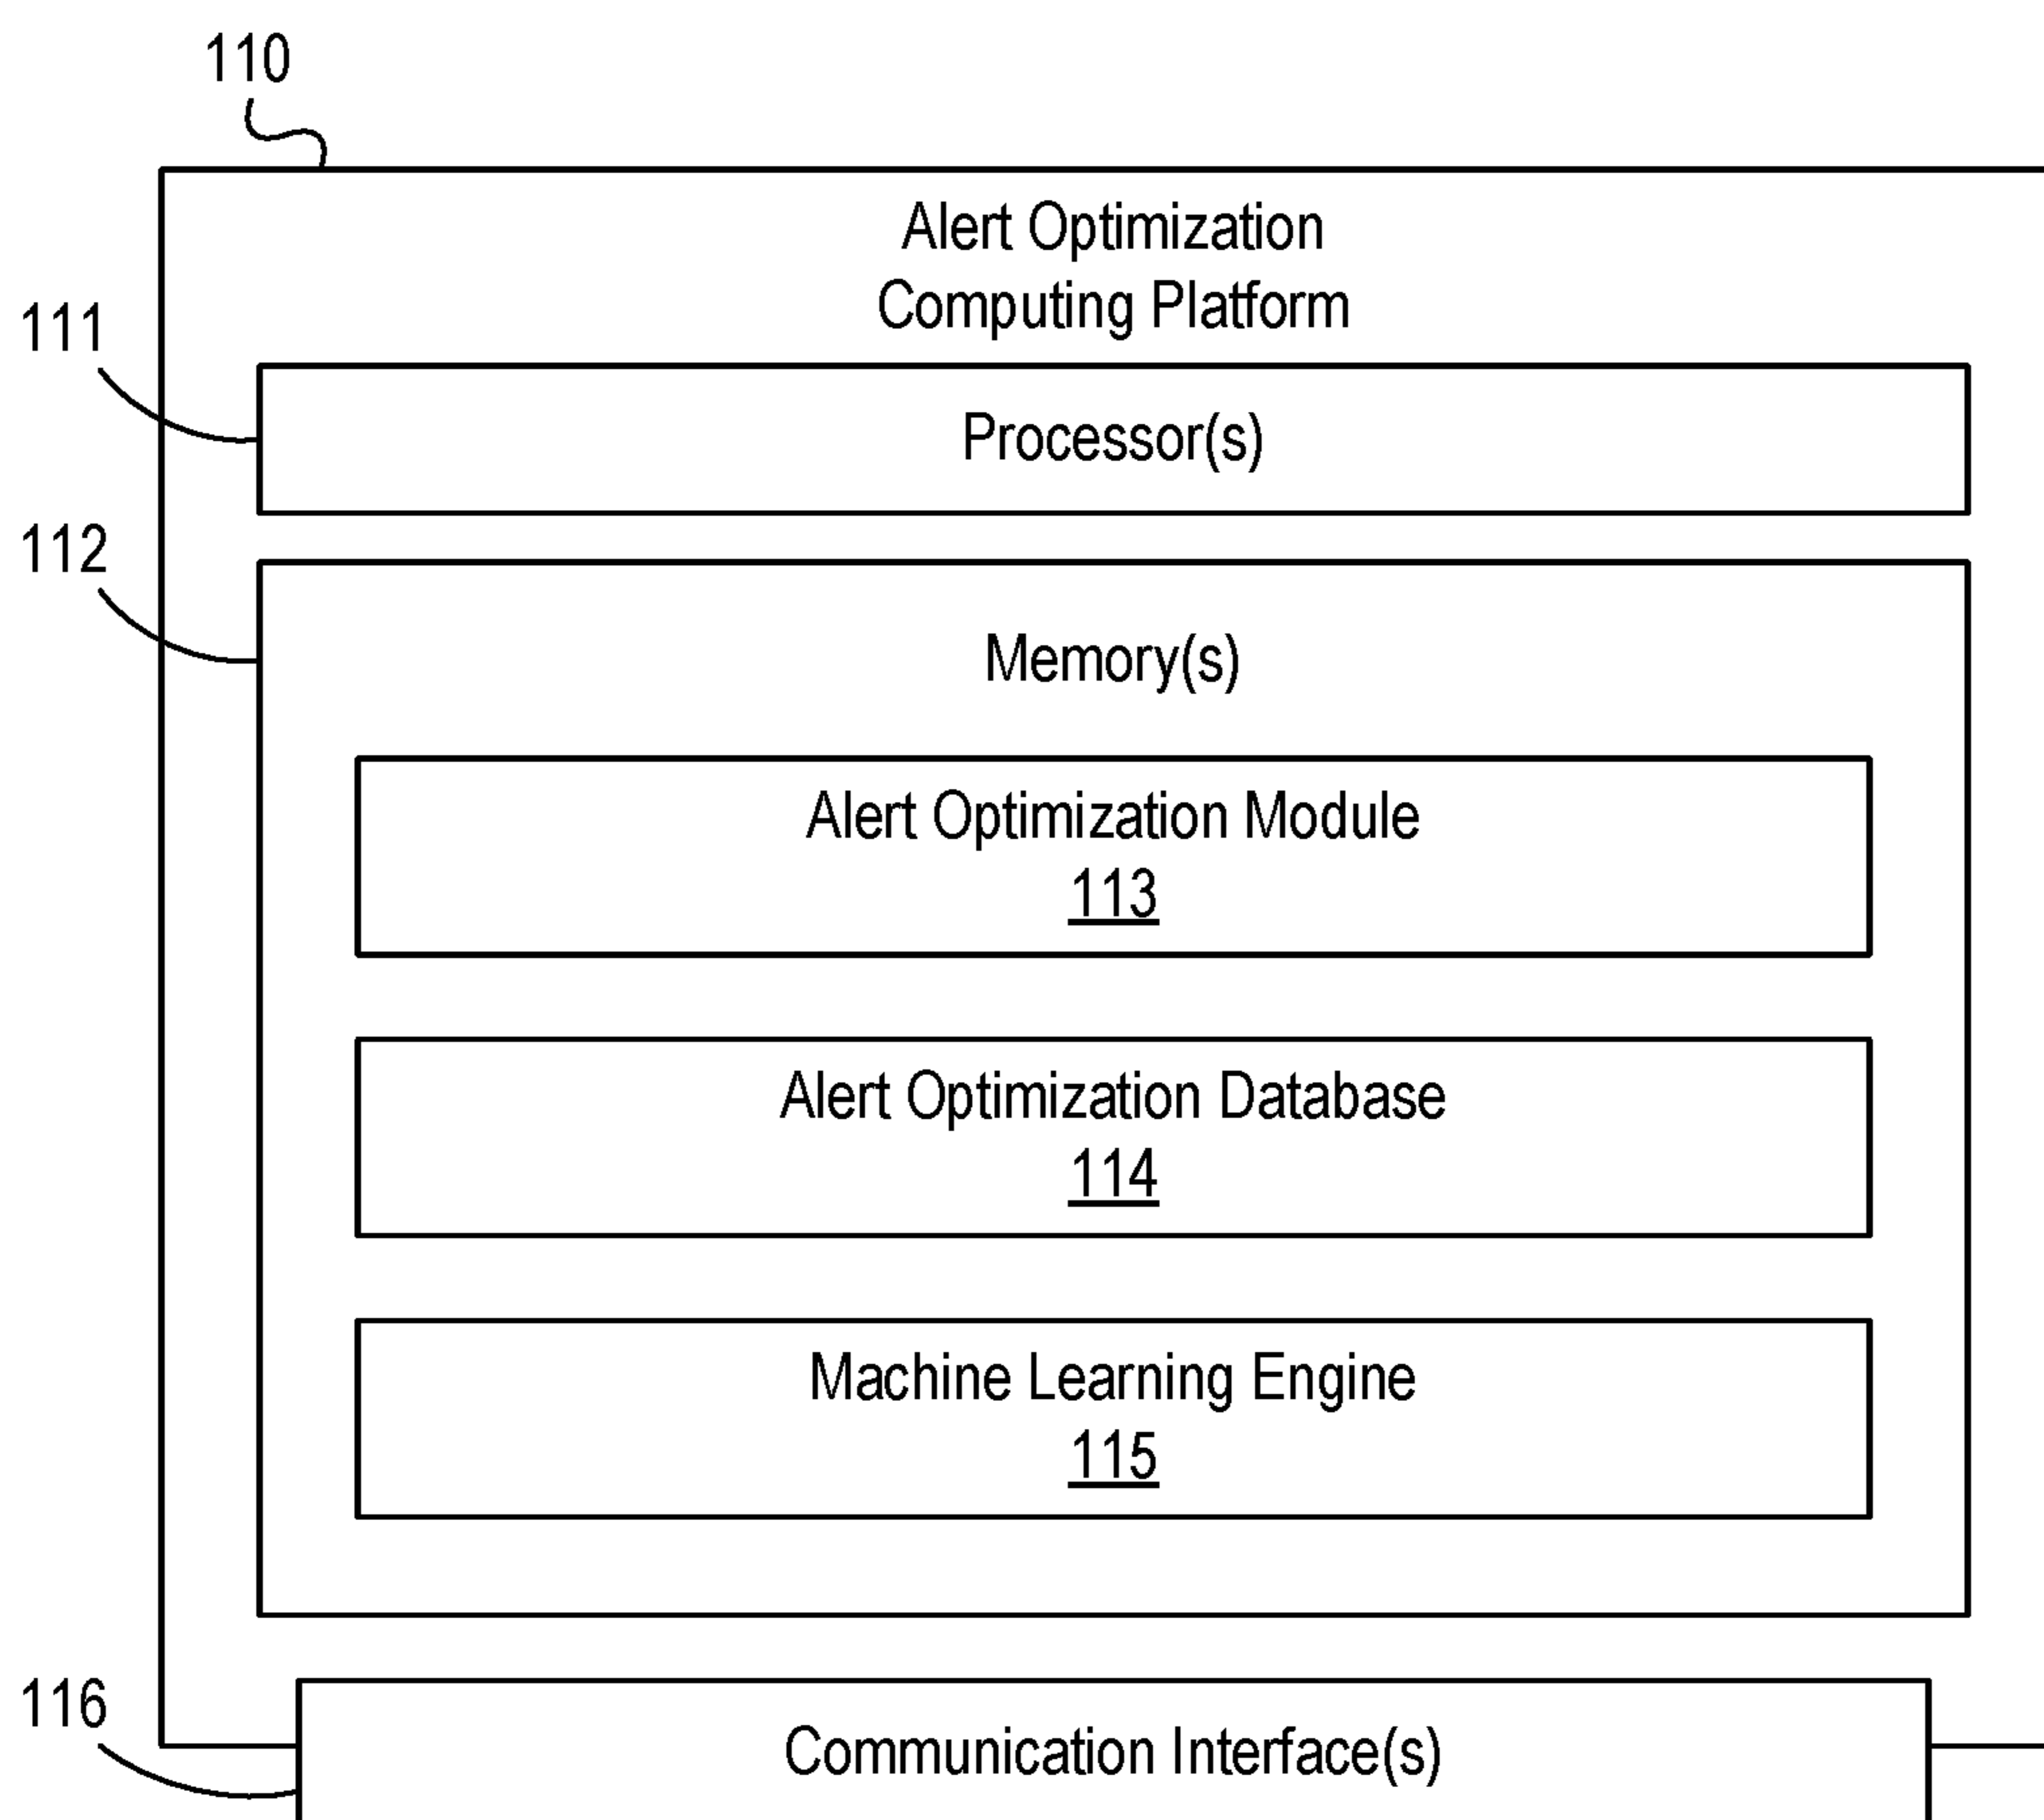 110
Alert Optimization
Computing Platform
111
Processor(s)
112
Memory(s)
Alert Optimization Module
113
Alert Optimization Database
114
Machine Learning Engine
115
116
Communication Interface(s)